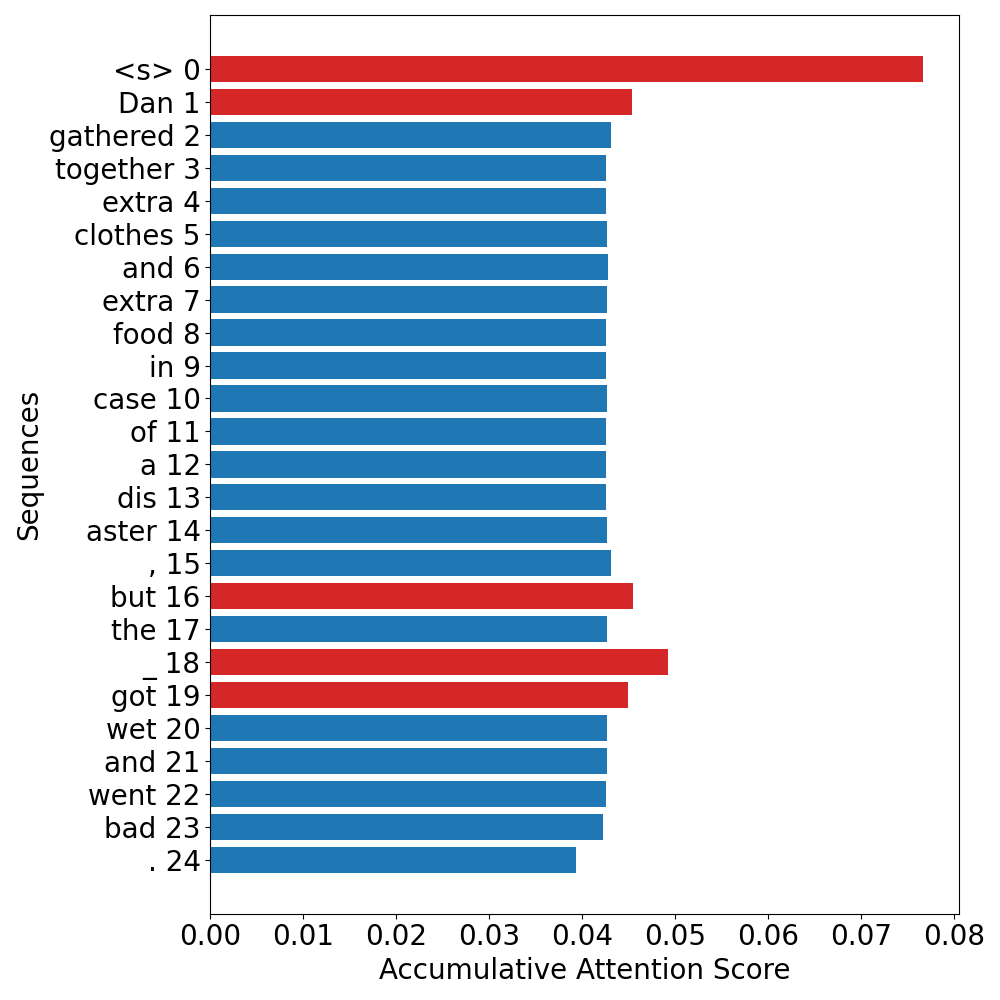 <s> 0
Dan 1
gathered 2
together 3
extra 4
clothes 5
and 6
extra 7
food 8
in 9
case 10
of 11
a 12
dis 13
aster 14
, 15
but 16
the 17
_ 18
got 19
wet 20
and 21
went 22
bad 23
. 24
Sequences
0.00 0.01 0.02 0.03 0.04 0.05 0.06 0.07 0.08
Accumulative Attention Score